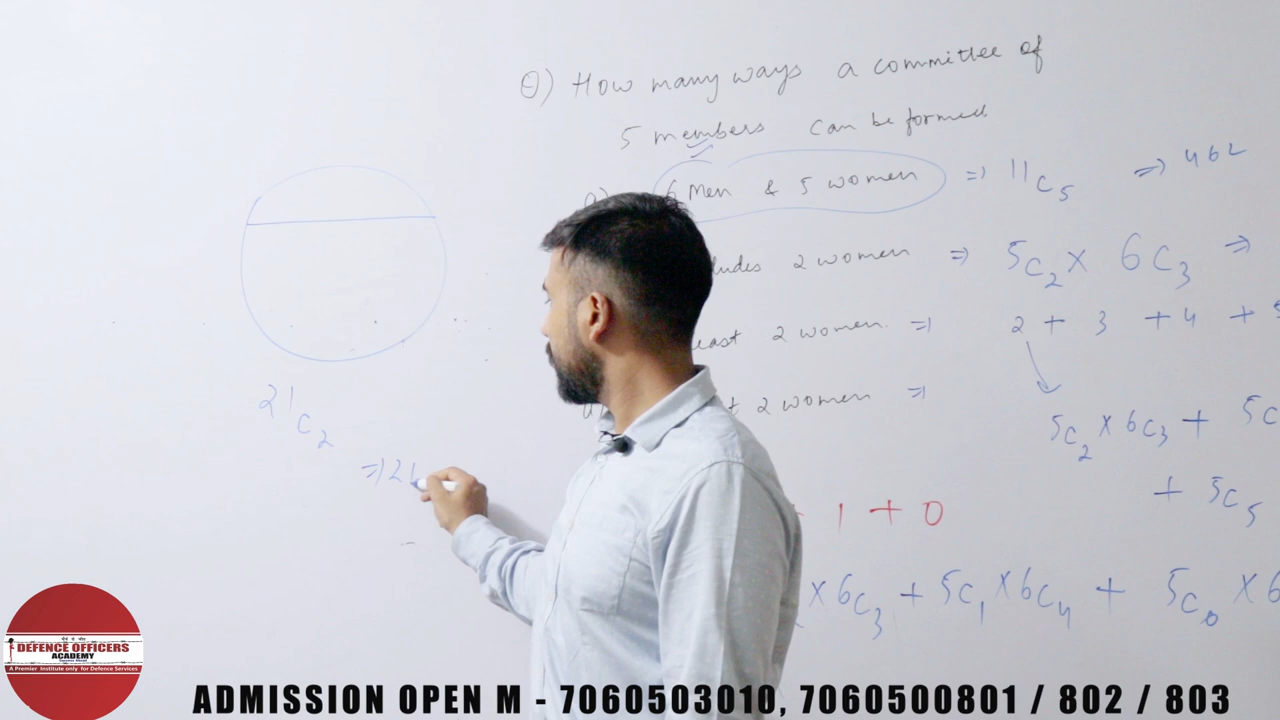 Q) How many ways a committee of
5 members can be formed
6 Men & 5 women ⇒ 11C5 ⇒ 462
ludes 2 women ⇒ 5C2 × 6C3 ⇒
east 2 women. ⇒ 2 + 3 + 4 + 5
t 2 women ⇒
5C2 × 6C3 + 5C
+ 5C5
1 + 0
× 6C3 + 5C1 × 6C4 + 5C0 × 6
21C2
⇒ 21
DEFENCE OFFICERS
ACADEMY
A Premier Institute only for Defence Services
ADMISSION OPEN M - 7060503010, 7060500801 / 802 / 803